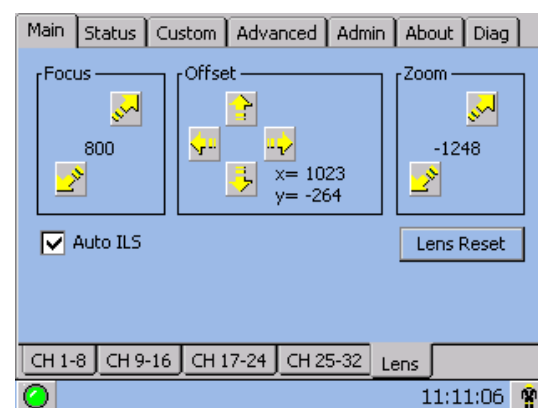 Main Status Custom Advanced Admin About Diag
Focus Offset Zoom
800 -1248
x= 1023
y= -264
Auto ILS Lens Reset
CH 1-8 CH 9-16 CH 17-24 CH 25-32 Lens
11:11:06